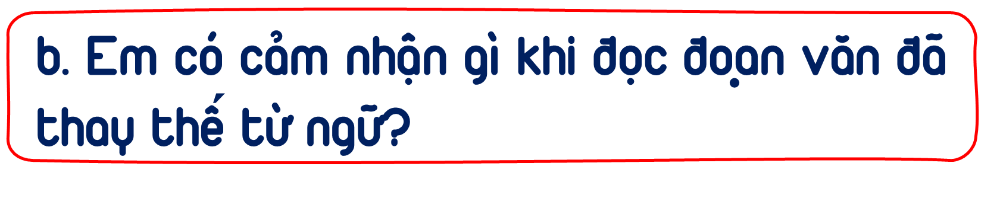 b. Em có cảm nhận gì khi đọc đoạn văn đã
thay thế từ ngữ?